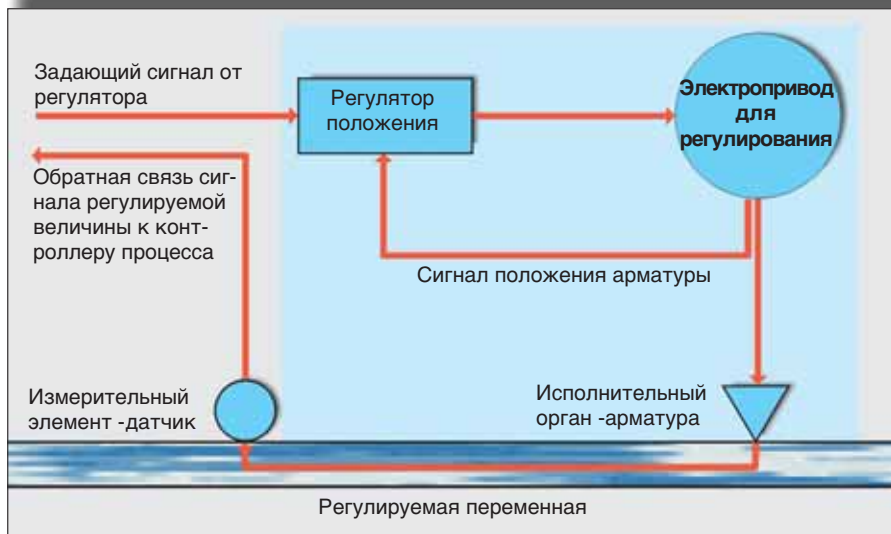 Задающий сигнал от
регулятора
Регулятор
положения
Электропривод
для
регулирования
Обратная связь сиг-
нала регулируемой
величины к конт-
роллеру процесса
Сигнал положения арматуры
Измерительный
элемент -датчик
Исполнительный
орган -арматура
Регулируемая переменная